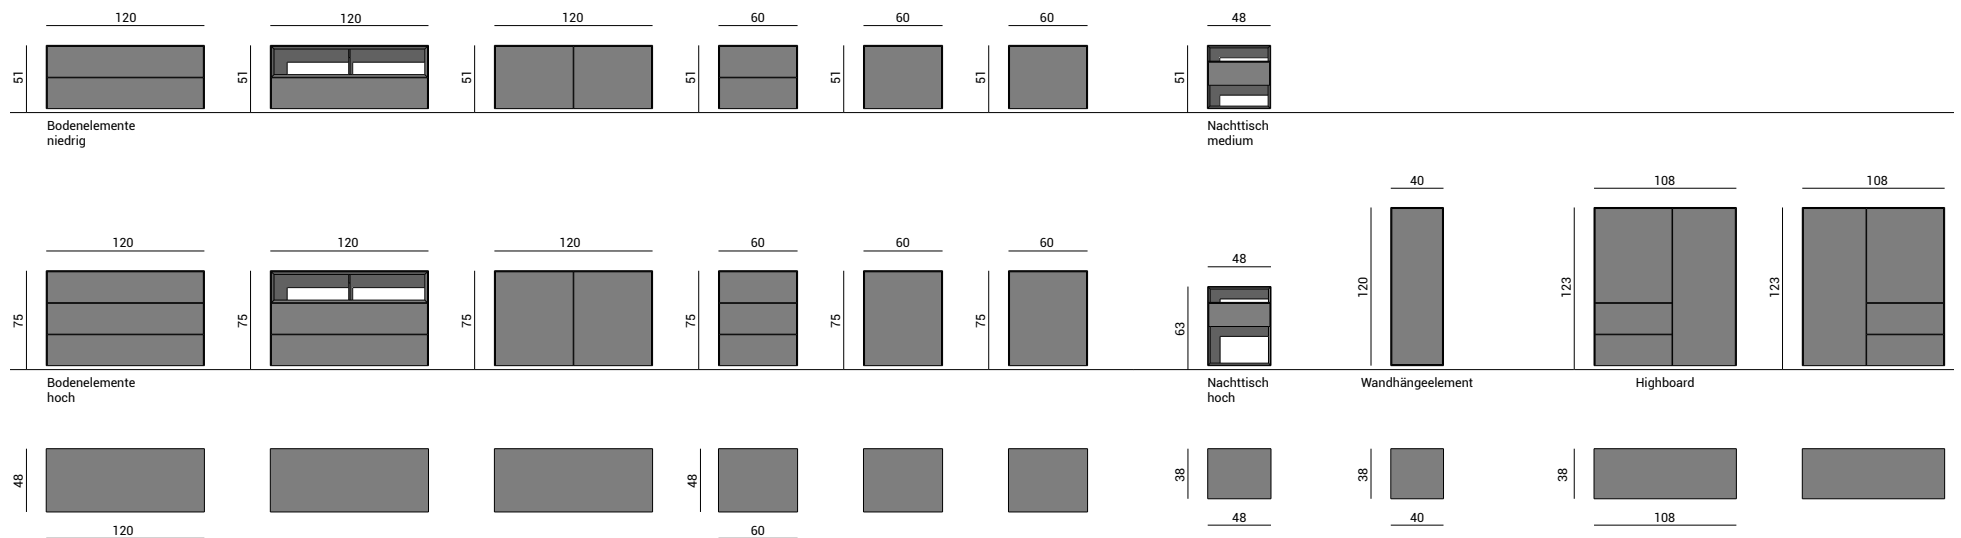 120 120 120 60 60 60 48
51 51 51 51 51 51 51
Bodenelemente
niedrig
Nachttisch
medium
40 108 108
120 120 120 60 60 60 48
75 75 75 75 75 75 63 120 123 123
Bodenelemente
hoch
Nachttisch
hoch
Wandhängeelement
Highboard
48 48 38 38 38
48 40 108
120 60